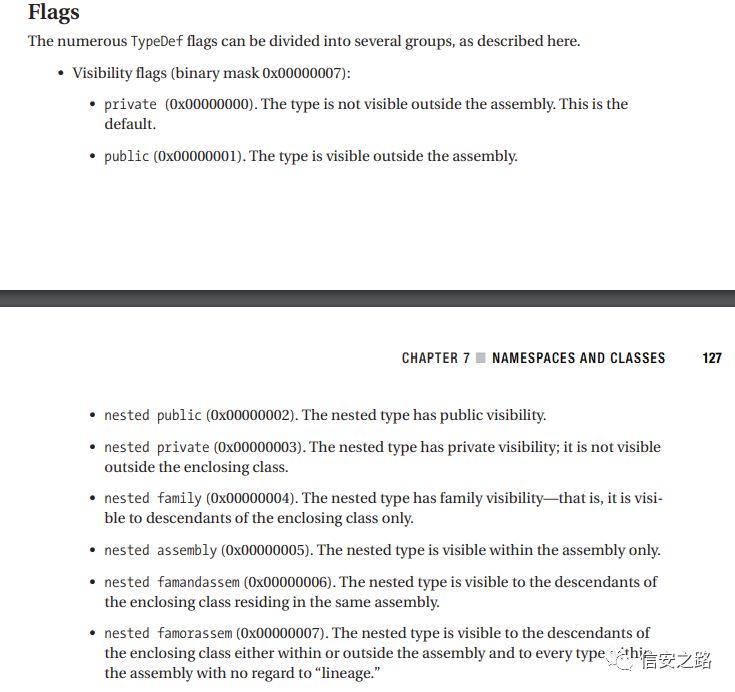 Flags
The numerous TypeDef flags can be divided into several groups, as described here.
• Visibility flags (binary mask 0x00000007):
• private (0x00000000). The type is not visible outside the assembly. This is the
default.
• public (0x00000001). The type is visible outside the assembly.
CHAPTER 7 ■ NAMESPACES AND CLASSES 127
• nested public (0x00000002). The nested type has public visibility.
• nested private (0x00000003). The nested type has private visibility; it is not visible
outside the enclosing class.
• nested family (0x00000004). The nested type has family visibility—that is, it is visi-
ble to descendants of the enclosing class only.
• nested assembly (0x00000005). The nested type is visible within the assembly only.
• nested famandassem (0x00000006). The nested type is visible to the descendants of
the enclosing class residing in the same assembly.
• nested famorassem (0x00000007). The nested type is visible to the descendants of
the enclosing class either within or outside the assembly and to every type within
the assembly with no regard to “lineage.”
信安之路